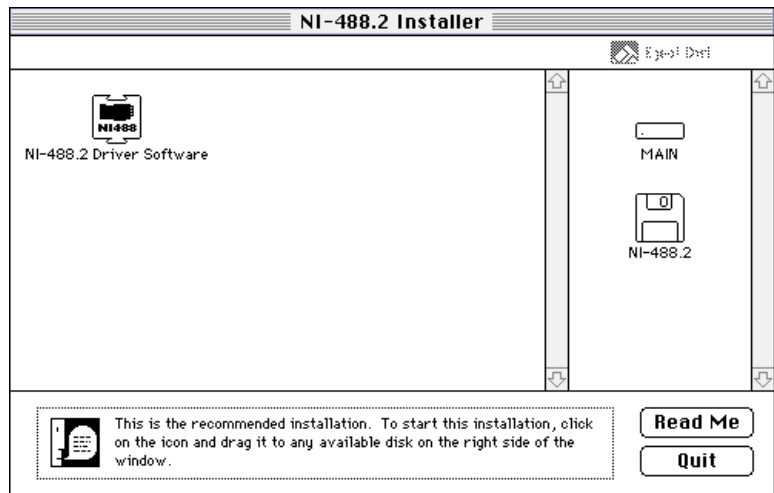 NI-488.2 Installer
Eject Disk
NI488
NI-488.2 Driver Software
MAIN
NI-488.2
This is the recommended installation. To start this installation, click
on the icon and drag it to any available disk on the right side of the
window.
Read Me
Quit